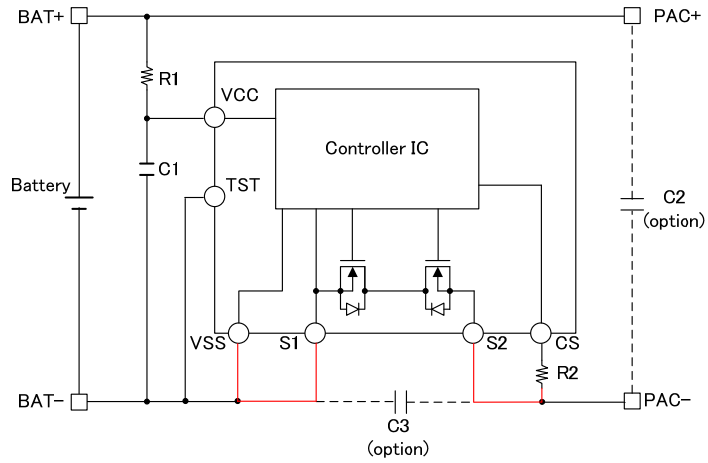 BAT+
PAC+
R1
VCC
Controller IC
C1
TST
Battery
C2
(option)
VSS
S1
S2
CS
R2
BAT−
PAC−
C3
(option)